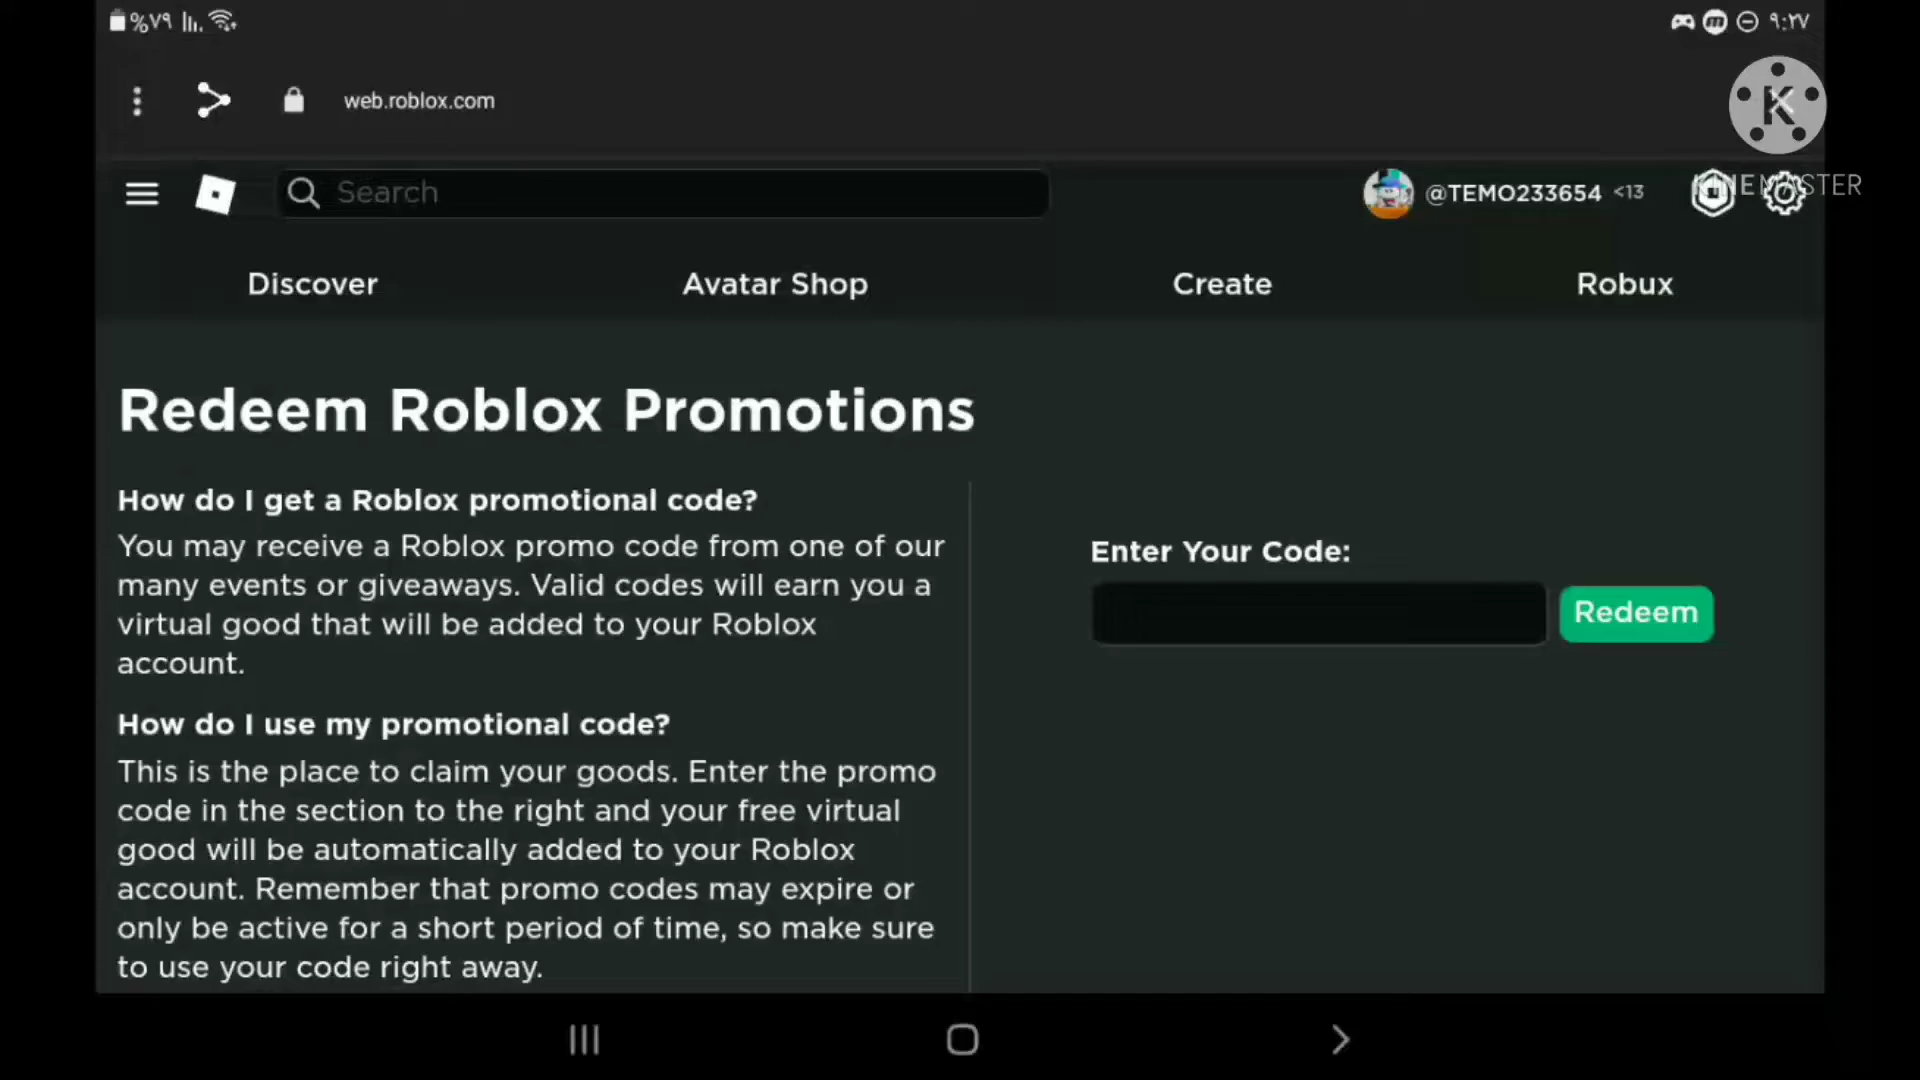 %٧٩
٩:٢٧
web.roblox.com
K
KINEMASTER
Search
@TEMO233654 <13
Discover
Avatar Shop
Create
Robux
Redeem Roblox Promotions
How do I get a Roblox promotional code?
You may receive a Roblox promo code from one of our
many events or giveaways. Valid codes will earn you a
virtual good that will be added to your Roblox
account.
How do I use my promotional code?
This is the place to claim your goods. Enter the promo
code in the section to the right and your free virtual
good will be automatically added to your Roblox
account. Remember that promo codes may expire or
only be active for a short period of time, so make sure
to use your code right away.
Enter Your Code:
Redeem